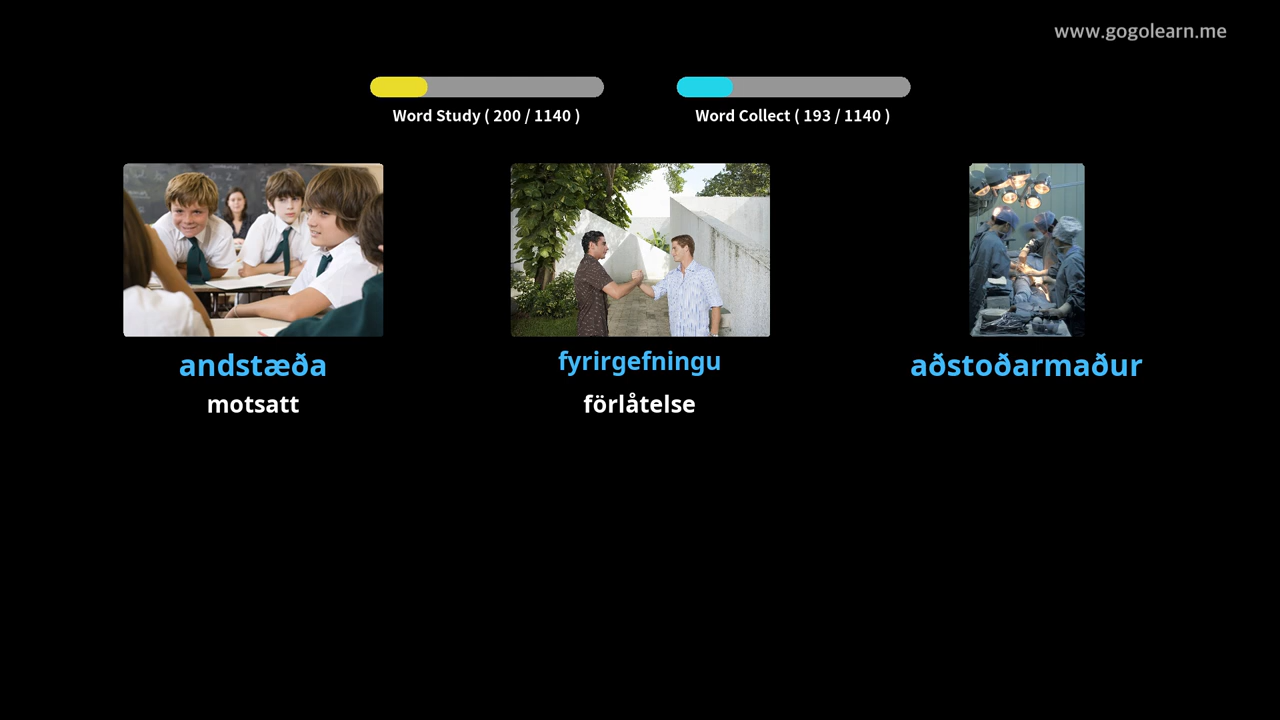 www.gogolearn.me
Word Study ( 200 / 1140 )
Word Collect ( 193 / 1140 )
andstæða
fyrirgefningu
aðstoðarmaður
motsatt
förlåtelse